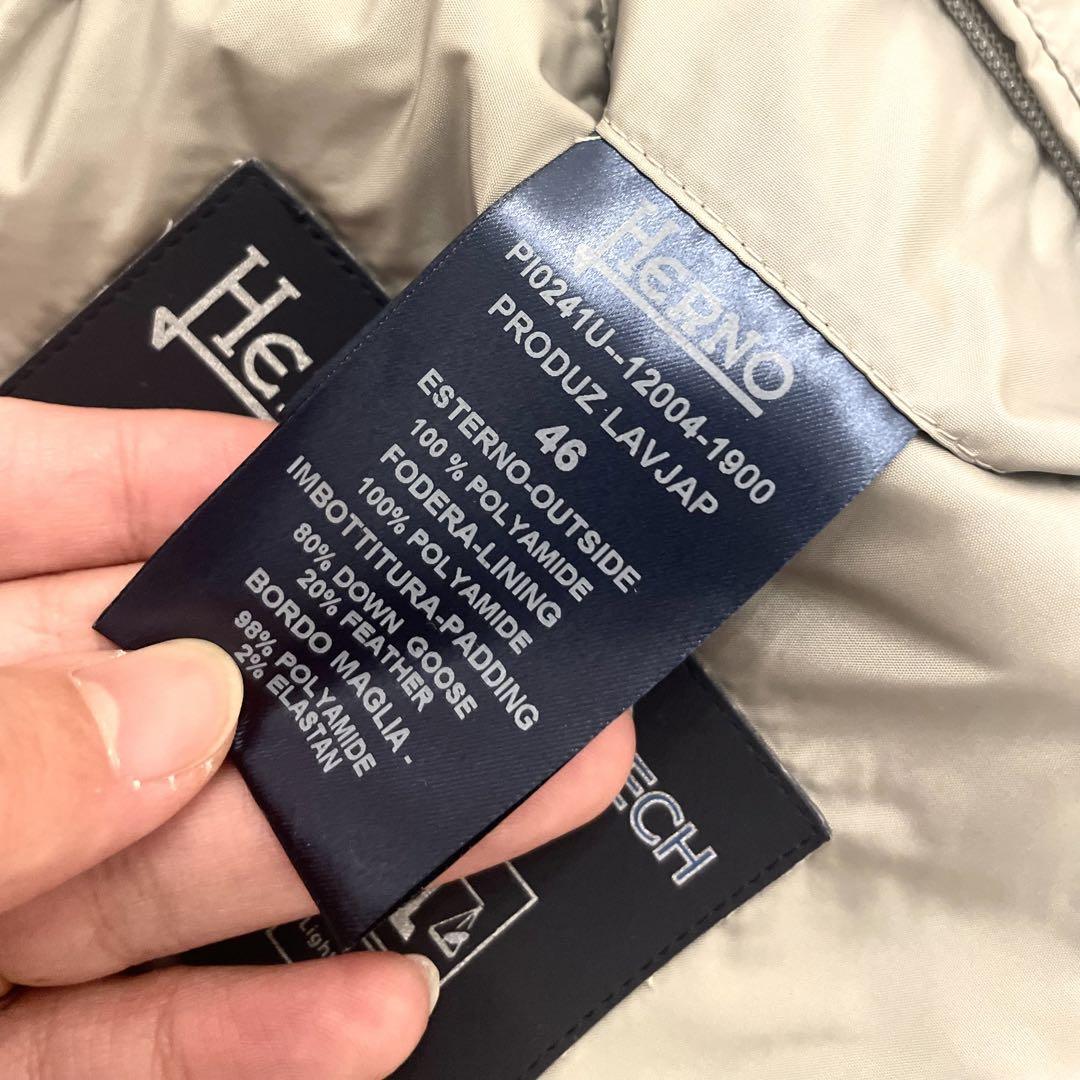 HERNO
PI0241U--12004-1900
PRODUZ LAVJAP
46
ESTERNO-OUTSIDE
100 % POLYAMIDE
FODERA-LINING
100% POLYAMIDE
IMBOTTITURA-PADDING
80% DOWN GOOSE
20% FEATHER
BORDO MAGLIA -
98% POLYAMIDE
2% ELASTAN